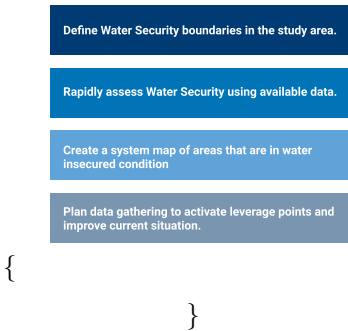 Define Water Security boundaries in the study area.
Rapidly assess Water Security using available data.
Create a system map of areas that are in water
insecured condition
Plan data gathering to activate leverage points and
improve current situation.
{
}